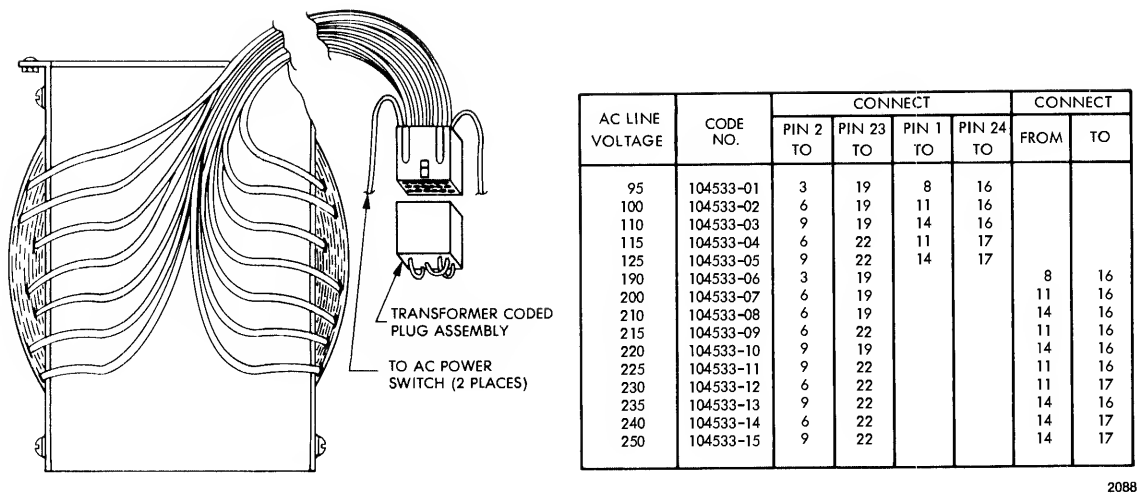 TRANSFORMER CODED
PLUG ASSEMBLY
TO AC POWER
SWITCH (2 PLACES)
AC LINE VOLTAGE CODE NO. CONNECT CONNECT
PIN 2 TO PIN 23 TO PIN 1 TO PIN 24 TO FROM TO
95 104533-01 3 19 8 16
100 104533-02 6 19 11 16
110 104533-03 9 19 14 16
115 104533-04 6 22 11 17
125 104533-05 9 22 14 17
190 104533-06 3 19 8 16
200 104533-07 6 19 11 16
210 104533-08 6 19 14 16
215 104533-09 6 22 11 16
220 104533-10 9 19 14 16
225 104533-11 9 22 11 16
230 104533-12 6 22 11 17
235 104533-13 9 22 14 16
240 104533-14 6 22 14 17
250 104533-15 9 22 14 17
2088